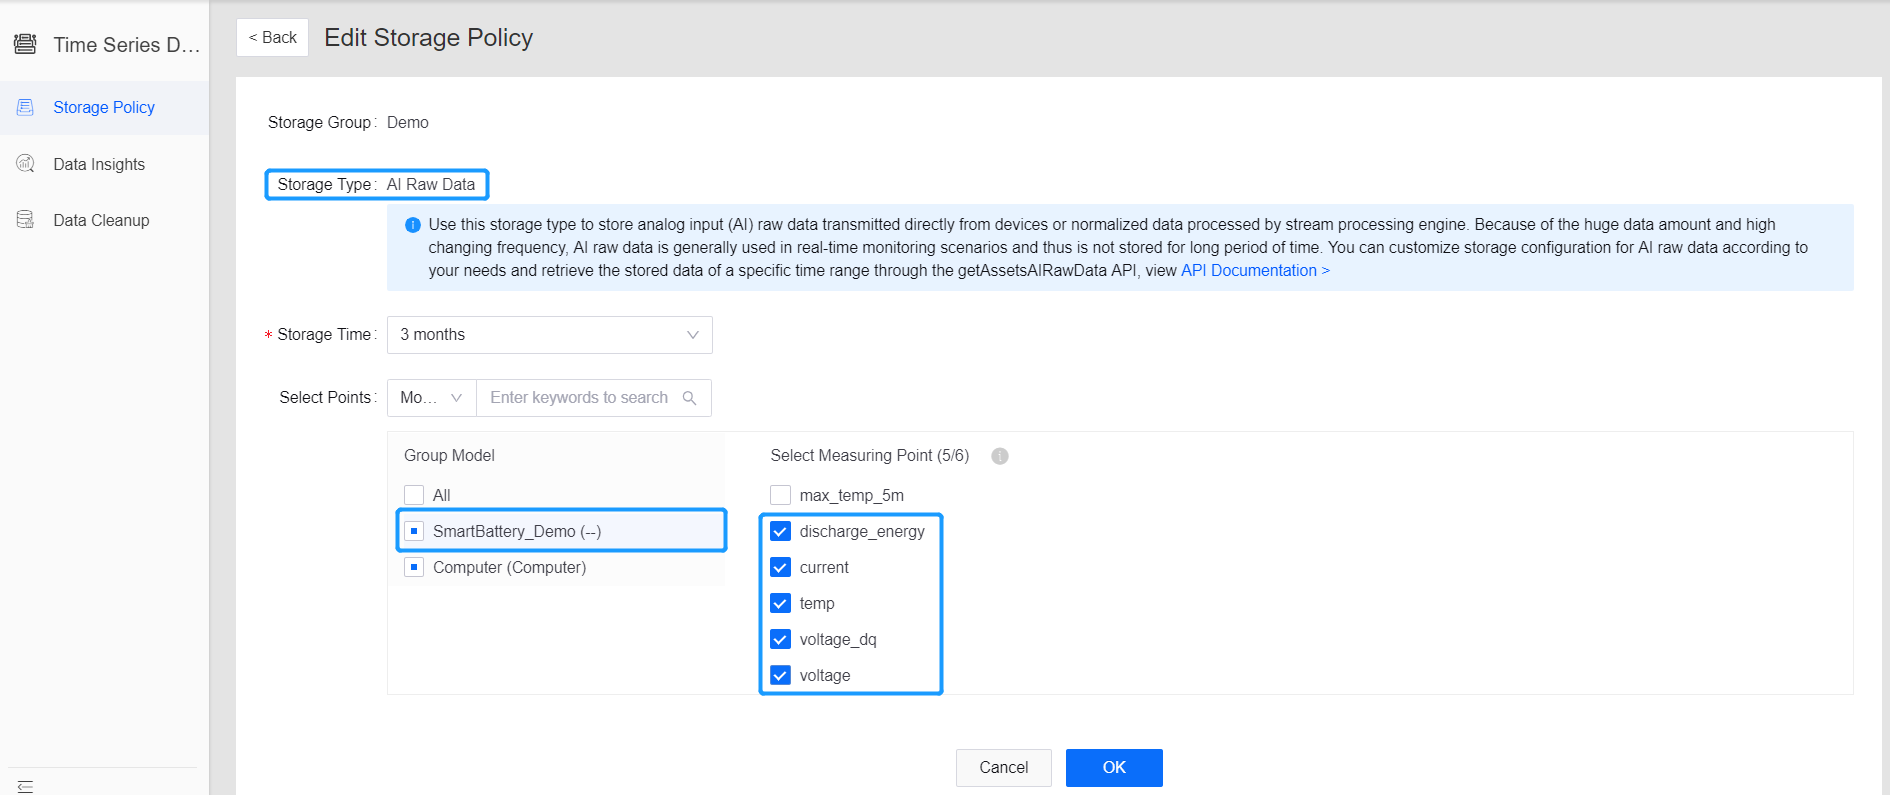 Time Series D...
Storage Policy
Data Insights
Data Cleanup
< Back
Edit Storage Policy
Storage Group: Demo
Storage Type: AI Raw Data
Use this storage type to store analog input (AI) raw data transmitted directly from devices or normalized data processed by stream processing engine. Because of the huge data amount and high
changing frequency, AI raw data is generally used in real-time monitoring scenarios and thus is not stored for long period of time. You can customize storage configuration for AI raw data according to
your needs and retrieve the stored data of a specific time range through the getAssetsAIRawData API, view API Documentation >
* Storage Time: 3 months
Select Points: Mo... Enter keywords to search
Group Model
All
SmartBattery_Demo (--)
Computer (Computer)
Select Measuring Point (5/6)
max_temp_5m
discharge_energy
current
temp
voltage_dq
voltage
Cancel
OK